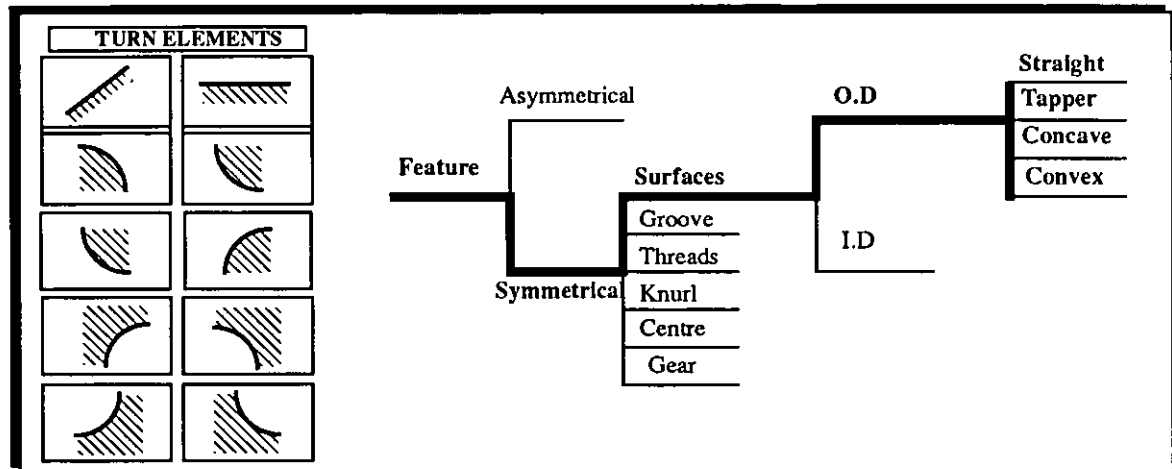 TURN ELEMENTS
Asymmetrical
Feature
Symmetrical
Surfaces
Groove
Threads
Knurl
Centre
Gear
O.D
I.D
Straight
Tapper
Concave
Convex